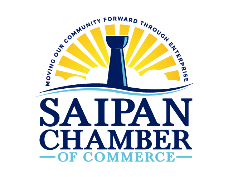 MOVING OUR COMMUNITY FORWARD THROUGH ENTERPRISE
SAIPAN
CHAMBER
OF COMMERCE